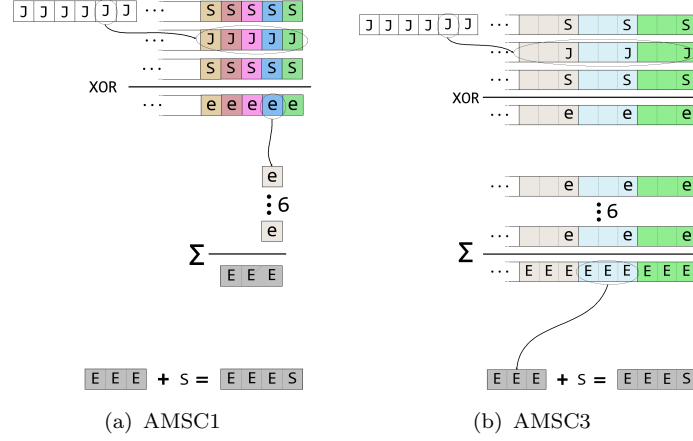 J J J J J J ... S S S S S
... J J J J J
... S S S S S
XOR
... e e e e e
e
⋮ 6
e
Σ
E E E
E E E + S = E E E S
(a) AMSC1
J J J J J J ... S S S
... J J J
... S S S
XOR
... e e e
... e e e
⋮ 6
... e e e
Σ
... E E E E E E E E E
E E E + S = E E E S
(b) AMSC3